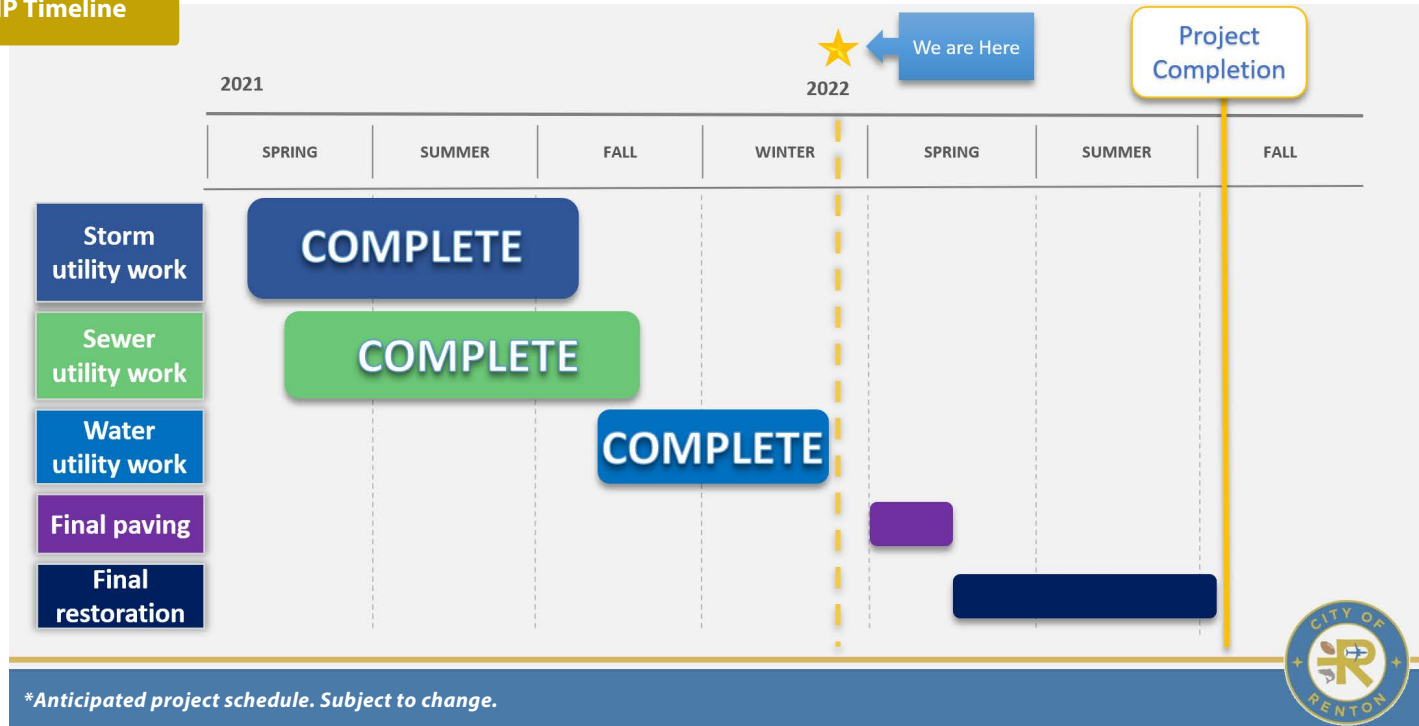 Timeline
We are Here
Project
Completion
2021
2022
SPRING
SUMMER
FALL
WINTER
SPRING
SUMMER
FALL
Storm
utility work
COMPLETE
Sewer
utility work
COMPLETE
Water
utility work
COMPLETE
Final paving
Final
restoration
CITY OF
R
RENTON
*Anticipated project schedule. Subject to change.